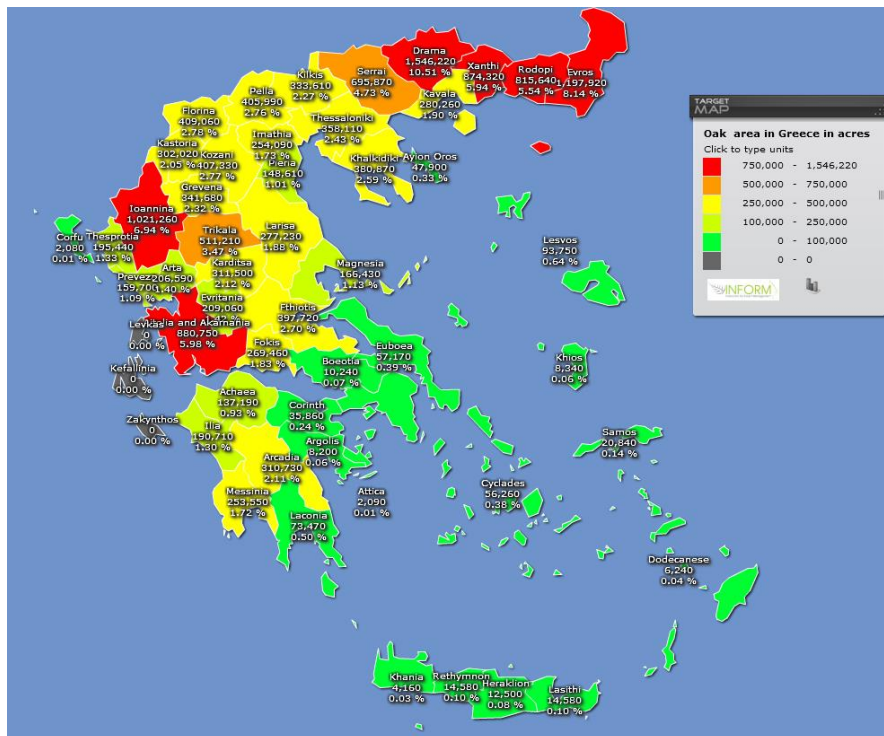 Drama
1,546,220
10.51 %
Xanthi
874,320
5.94 %
Rodopi
815,640
5.54 %
Evros
1,197,920
8.14 %
Serrai
695,870
4.73 %
Kilkis
333,610
2.27 %
Kavala
280,260
1.90 %
Pella
405,990
2.76 %
Florina
409,060
2.78 %
Thessaloniki
358,110
2.43 %
Imathia
254,090
1.73 %
Kastoria
302,020
2.05 %
Kozani
407,330
2.77 %
Pieria
148,610
1.01 %
Khalkidiki
380,870
2.59 %
Ayion Oros
47,900
0.33 %
Grevena
341,680
2.32 %
Ioannina
1,021,260
6.94 %
Corfu
2,080
0.01 %
Thesprotia
195,440
1.33 %
Trikala
511,210
3.47 %
Larisa
277,230
1.88 %
Lesvos
93,750
0.64 %
Karditsa
311,500
2.12 %
Magnesia
166,430
1.13 %
Arta
206,590
1.40 %
Preveza
159,700
1.09 %
Evritania
209,060
Levkas
0
0.00 %
and Akarnania
880,750
5.98 %
Fthiotis
397,720
2.70 %
Fokis
269,460
1.83 %
Euboea
57,170
0.39 %
Boeotia
10,240
0.07 %
Khios
8,340
0.06 %
Kefallinia
0
0.00 %
Achaea
137,190
0.93 %
Corinth
35,860
0.24 %
Zakynthos
0
0.00 %
Ilia
190,710
1.30 %
Argolis
8,200
0.06 %
Samos
20,840
0.14 %
Arcadia
310,730
2.11 %
Attica
2,090
0.01 %
Cyclades
56,260
0.38 %
Messinia
253,550
1.72 %
Laconia
73,470
0.50 %
Dodecanese
6,240
0.04 %
Khania
4,160
0.03 %
Rethymnon
14,580
0.10 %
Heraklion
12,500
0.08 %
Lasithi
14,580
0.10 %
TARGET
MAP
Oak area in Greece in acres
Click to type units
750,000 - 1,546,220
500,000 - 750,000
250,000 - 500,000
100,000 - 250,000
0 - 100,000
0 - 0
INFORM